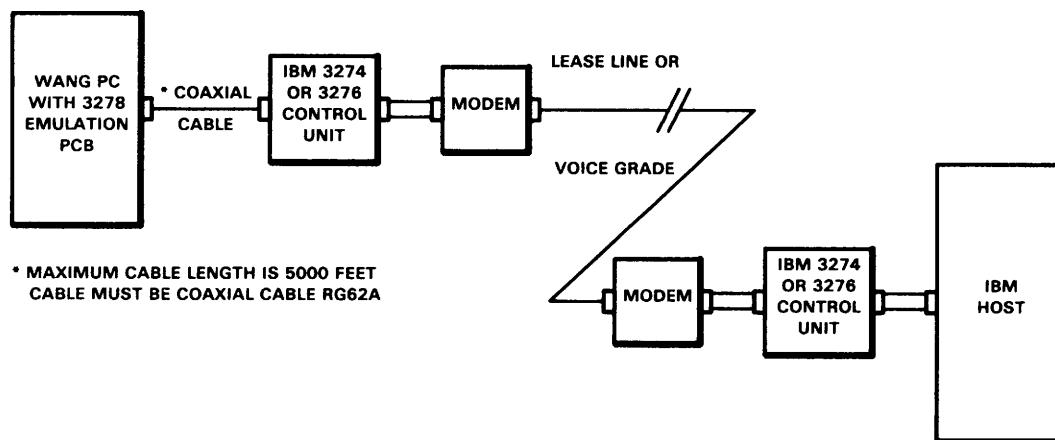 WANG PC
WITH 3278
EMULATION
PCB
* COAXIAL
CABLE
IBM 3274
OR 3276
CONTROL
UNIT
MODEM
LEASE LINE OR
VOICE GRADE
* MAXIMUM CABLE LENGTH IS 5000 FEET
CABLE MUST BE COAXIAL CABLE RG62A
MODEM
IBM 3274
OR 3276
CONTROL
UNIT
IBM
HOST